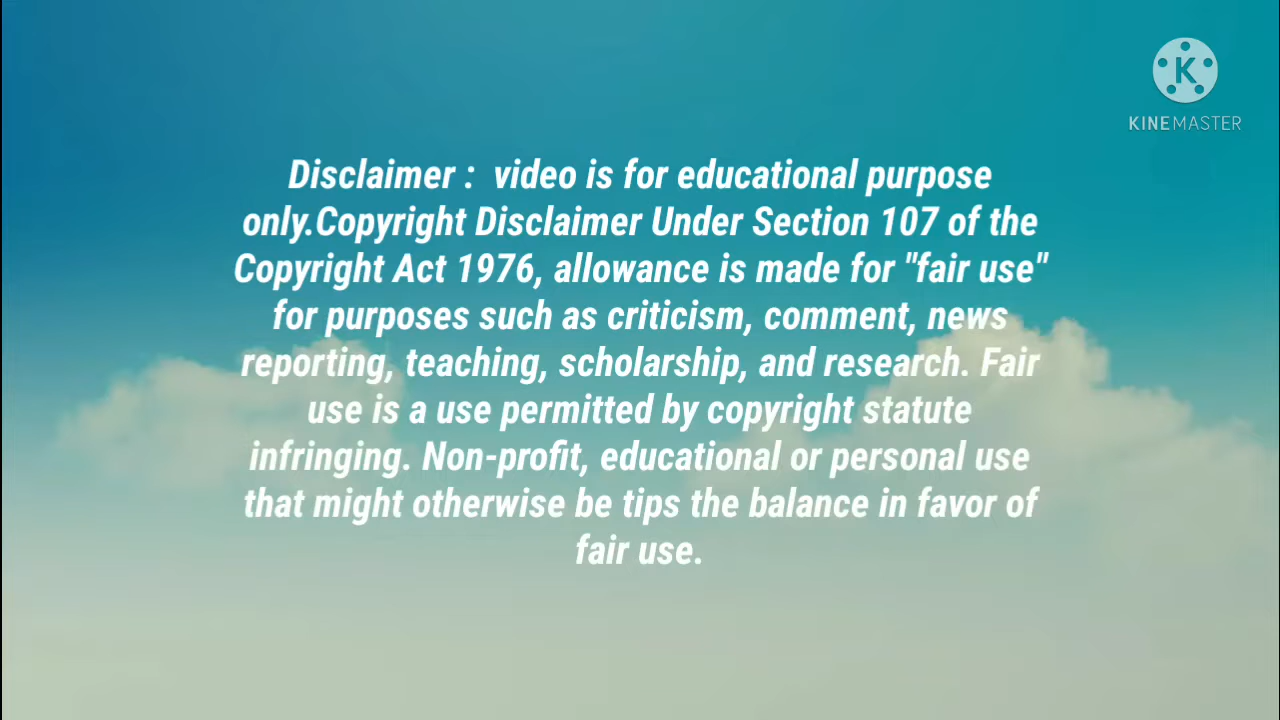 K
KINEMASTER
Disclaimer :  video is for educational purpose
only.Copyright Disclaimer Under Section 107 of the
Copyright Act 1976, allowance is made for "fair use"
for purposes such as criticism, comment, news
reporting, teaching, scholarship, and research. Fair
use is a use permitted by copyright statute
infringing. Non-profit, educational or personal use
that might otherwise be tips the balance in favor of
fair use.